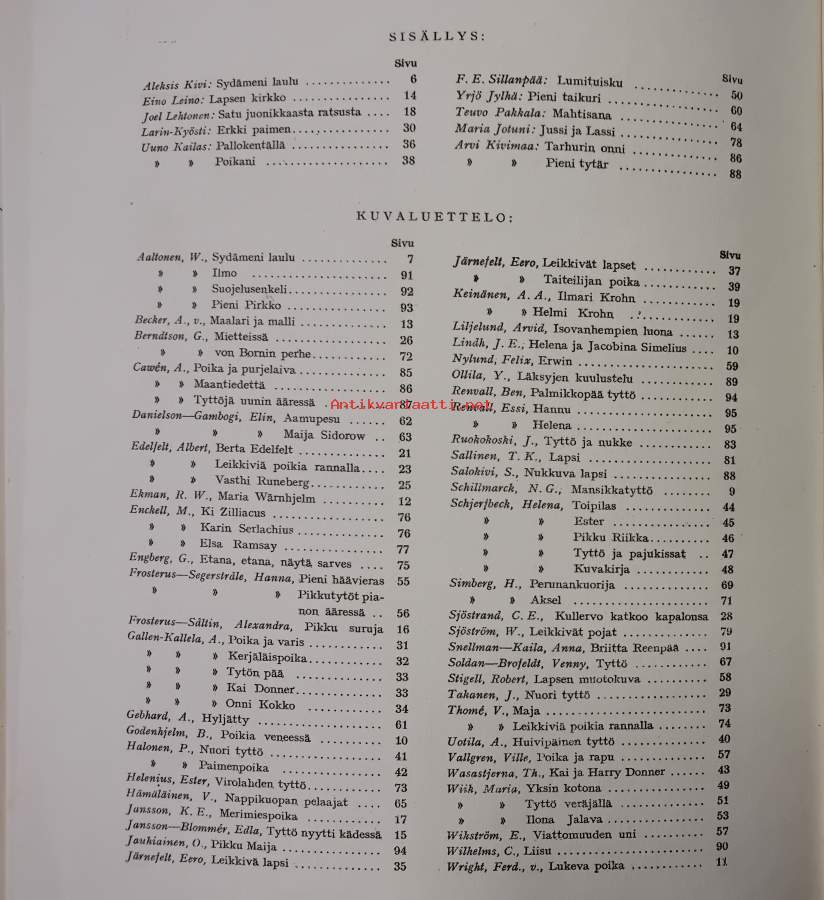 SISÄLLYS:
Sivu
Aleksis Kivi: Sydämeni laulu .............. 6
Eino Leino: Lapsen kirkko ................ 14
Joel Lehtonen: Satu juonikkaasta ratsusta .... 18
Larin-Kyösti: Erkki paimen................ 30
Uuno Kailas: Pallokentällä ................ 36
» » Poikani .................... 38
Sivu
F. E. Sillanpää: Lumituisku .............. 50
Yrjö Jylhä: Pieni taikuri .................. 60
Teuvo Pakkala: Mahtisana ................ 64
Maria Jotuni: Jussi ja Lassi ................ 78
Arvi Kivimaa: Tarhurin onni .............. 86
» » Pieni tytär ................ 88
KUVALUETTELO:
Sivu
Aaltonen, W., Sydämeni laulu .............. 7
» » Ilmo ...................... 91
» » Suojelusenkeli................ 92
» » Pieni Pirkko ................ 93
Becker, A., v., Maalari ja malli .............. 13
Berndtson, G., Mietteissä .................. 26
» » von Bornin perhe............ 72
Cawén, A., Poika ja purjelaiva.............. 85
» » Maantiedettä .................. 86
» » Tyttöjä uunin ääressä ............ 87
Danielson—Gambogi, Elin, Aamupesu ...... 62
» » » Maija Sidorow .. 63
Edelfelt, Albert, Berta Edelfelt .............. 21
» » Leikkiviä poikia rannalla.... 23
» » Vasthi Runeberg............ 25
Ekman, R. W., Maria Wärnhjelm .......... 12
Enckell, M., Ki Zilliacus .................. 76
» » Karin Serlachius .............. 76
» » Elsa Ramsay ................ 77
Engberg, G., Etana, etana, näytä sarves .... 75
Frosterus—Segerstråle, Hanna, Pieni häävieras 55
» » » Pikkutytöt pia-
non ääressä .. 56
Frosterus—Såltin, Alexandra, Pikku suruja 16
Gallen-Kallela, A., Poika ja varis ............ 31
» » » Kerjäläispoika............ 32
» » » Tytön pää .............. 33
» » » Kai Donner.............. 33
» » » Onni Kokko ............ 34
Gebhard, A., Hyljätty .................... 61
Godenhjelm, B., Poikia veneessä ............ 10
Halonen, P., Nuori tyttö .................. 41
» » Paimenpoika ................ 42
Helenius, Ester, Virolahden tyttö............ 73
Hämäläinen, V., Nappikuopan pelaajat .... 65
Jansson, K. E., Merimiespoika .............. 17
Jansson—Blommér, Edla, Tyttö nyytti kädessä 15
Jauhiainen, O., Pikku Maija ................ 94
Järnefelt, Eero, Leikkivä lapsi .............. 35
Sivu
Järnefelt, Eero, Leikkivät lapset ............ 37
» » Taiteilijan poika ............ 39
Keinänen, A. A., Ilmari Krohn ............ 19
» » Helmi Krohn ............ 19
Liljelund, Arvid, Isovanhempien luona ...... 13
Lindh, J. E., Helena ja Jacobina Simelius .... 10
Nylund, Felix, Erwin ...................... 59
Ollila, Y., Läksyjen kuulustelu .............. 89
Renvall, Ben, Palmikkopää tyttö ............ 94
Renvall, Essi, Hannu ...................... 95
» » Helena ...................... 95
Ruokokoski, J., Tyttö ja nukke .............. 83
Sallinen, T. K., Lapsi .................... 81
Salokivi, S., Nukkuva lapsi ................ 88
Schillmarck, N. G., Mansikkatyttö ........ 9
Schjerfbeck, Helena, Toipilas .............. 44
» » Ester ................ 45
» » Pikku Riikka.......... 46
» » Tyttö ja pajukissat .. 47
» » Kuvakirja ............ 48
Simberg, H., Perunankuorija ................ 69
» » Aksel ...................... 71
Sjöstrand, C. E., Kullervo katkoo kapalonsa 28
Sjöström, W., Leikkivät pojat .............. 79
Snellman—Kaila, Anna, Briitta Reenpää .... 91
Soldan—Brofeldt, Venny, Tyttö ............ 67
Stigell, Robert, Lapsen muotokuva .......... 58
Takanen, J., Nuori tyttö .................. 29
Thomé, V., Maja .......................... 73
» » Leikkiviä poikia rannalla ........ 74
Uotila, A., Huivipäinen tyttö .............. 40
Vallgren, Ville, Poika ja rapu .............. 57
Wasastjerna, Th., Kai ja Harry Donner ...... 43
Wiik, Maria, Yksin kotona ................ 49
» » Tyttö veräjällä .............. 51
» » Ilona Jalava ................ 53
Wikström, E., Viattomuuden uni ............ 57
Wilhelms, C., Liisu ........................ 90
Wright, Ferd., v., Lukeva poika .............. 11
Antikvariaatti.net